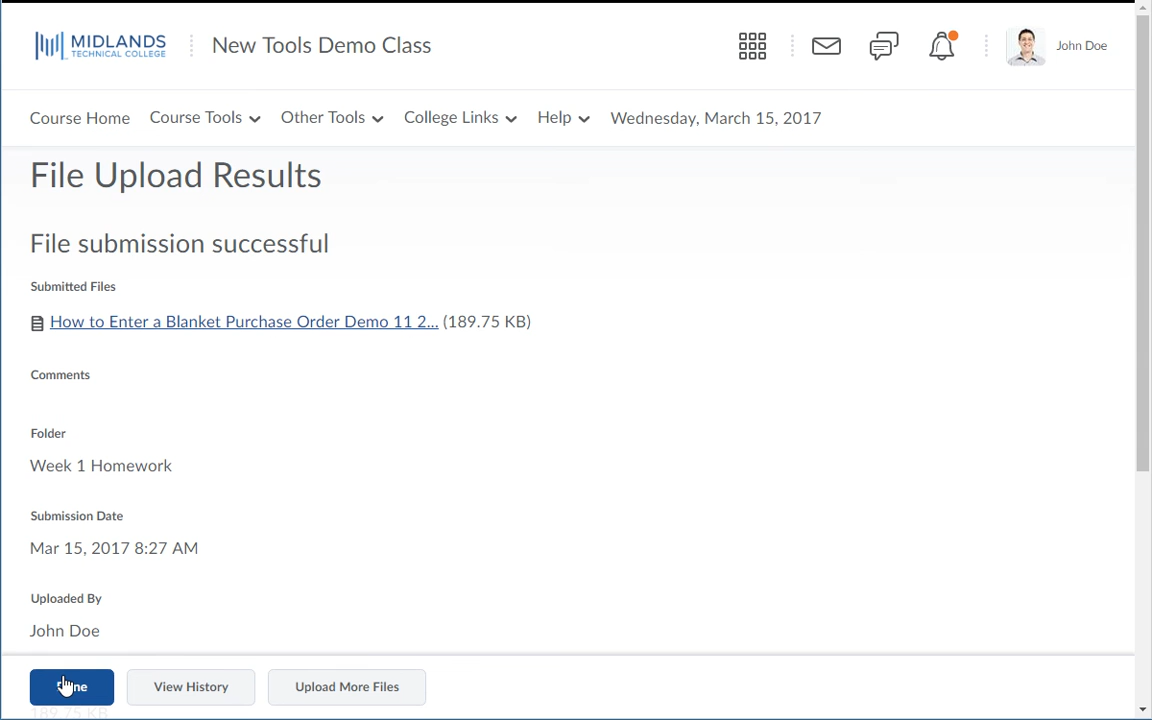 MIDLANDS
TECHNICAL COLLEGE
New Tools Demo Class
John Doe
Course Home
Course Tools
Other Tools
College Links
Help
Wednesday, March 15, 2017
File Upload Results
File submission successful
Submitted Files
How to Enter a Blanket Purchase Order Demo 11 2... (189.75 KB)
Comments
Folder
Week 1 Homework
Submission Date
Mar 15, 2017 8:27 AM
Uploaded By
John Doe
View History
Upload More Files
189.75 KB